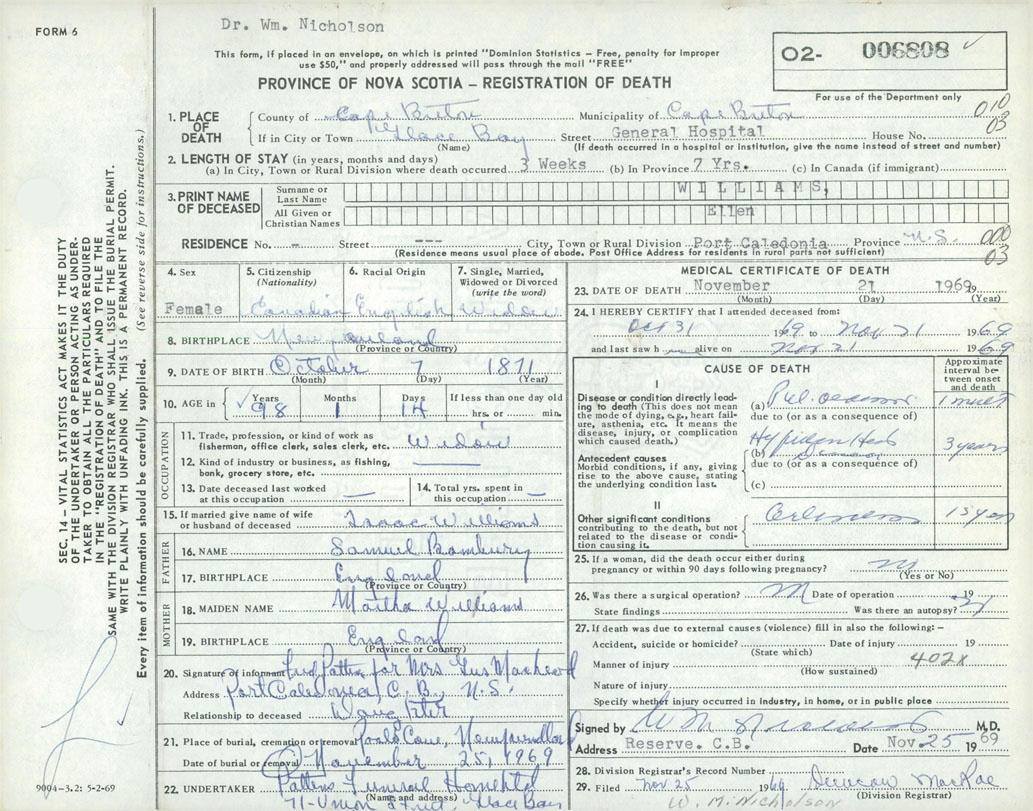 Dr. Wm. Nicholson
FORM 6
This form, if placed in an envelope, on which is printed "Dominion Statistics – Free, penalty for improper
use $50," and properly addressed will pass through the mail "FREE"
O2- 006808
PROVINCE OF NOVA SCOTIA – REGISTRATION OF DEATH
For use of the Department only
010
03
1. PLACE OF DEATH
County of Cape Breton Municipality of Cape Breton
If in City or Town Glace Bay Street General Hospital House No.
(Name) (If death occurred in a hospital or institution, give the name instead of street and number)
2. LENGTH OF STAY (in years, months and days)
(a) In City, Town or Rural Division where death occurred 3 Weeks (b) In Province 7 Yrs. (c) In Canada (if immigrant)
3. PRINT NAME OF DECEASED
Surname or Last Name WILLIAMS,
All Given or Christian Names Ellen
RESIDENCE No. – Street --- City, Town or Rural Division Port Caledonia Province N.S.
000
03
(Residence means usual place of abode. Post Office Address for residents in rural parts not sufficient)
4. Sex
Female
5. Citizenship
(Nationality)
Canadian
6. Racial Origin
English
7. Single, Married, Widowed or Divorced
(write the word)
Widow
8. BIRTHPLACE
(Province or Country)
9. DATE OF BIRTH October 7 1871
(Month) (Day) (Year)
10. AGE in Years Months Days If less than one day old
98 1 14 hrs. or min.
OCCUPATION
11. Trade, profession, or kind of work as
fisherman, office clerk, sales clerk, etc. Widow
12. Kind of industry or business, as fishing,
bank, grocery store, etc.
13. Date deceased last worked
at this occupation —
14. Total yrs. spent in
this occupation —
15. If married give name of wife
or husband of deceased Isaac Williams
FATHER
16. NAME Samuel Bambury
17. BIRTHPLACE England
(Province or Country)
MOTHER
18. MAIDEN NAME Martha Williams
19. BIRTHPLACE England
(Province or Country)
20. Signature of informant for Mrs. Gus
Address Port Caledonia, C.B., N.S.
Relationship to deceased
21. Place of burial, cremation or removal
Date of burial or removal November 25, 1969
22. UNDERTAKER Funeral
(Name and address)
71 Union Glace Bay
MEDICAL CERTIFICATE OF DEATH
23. DATE OF DEATH November 21 1969
(Month) (Day) (Year)
24. I HEREBY CERTIFY that I attended deceased from:
Oct 31 1969 to Nov. 21 1969
and last saw h alive on Nov. 21 1969
CAUSE OF DEATH
Approximate interval between onset and death
I
Disease or condition directly leading to death (This does not
the mode of dying, e.g., heart failure, asthenia, etc. It means the
disease, injury, or complication
which caused death.)
(a)
due to (or as a consequence of)
Antecedent causes
Morbid conditions, if any, giving
rise to the above cause, stating
the underlying condition last.
(b) 3 years
due to (or as a consequence of)
(c)
II
Other significant conditions
contributing to the death, but not
related to the disease or condition causing it.
25. If a woman, did the death occur either during
pregnancy or within 90 days following pregnancy?
(Yes or No)
26. Was there a surgical operation? Date of operation 19
State findings Was there an autopsy?
27. If death was due to external causes (violence) fill in also the following: –
Accident, suicide or homicide? Date of injury 19
(State which)
402X
Manner of injury
(How sustained)
Nature of injury
Specify whether injury occurred in industry, in home, or in public place
Signed by M.D.
Address Reserve. C.B. Date Nov. 25 1969
28. Division Registrar's Record Number
29. Filed Nov 25 1969 Duncan MacRae
(Division Registrar)
W. M. Nicholson
SEC. 14 – VITAL STATISTICS ACT MAKES IT THE DUTY
OF THE UNDERTAKER OR PERSON ACTING AS UNDERTAKER TO OBTAIN ALL THE PARTICULARS REQUIRED
IN THE "REGISTRATION OF DEATH" AND TO FILE THE
SAME WITH THE DIVISION REGISTRAR WHO SHALL ISSUE THE BURIAL PERMIT.
WRITE PLAINLY WITH UNFADING INK. THIS IS A PERMANENT RECORD.
Every item of information should be carefully supplied. (See reverse side for instructions.)
9004-3.2: 5-2-69